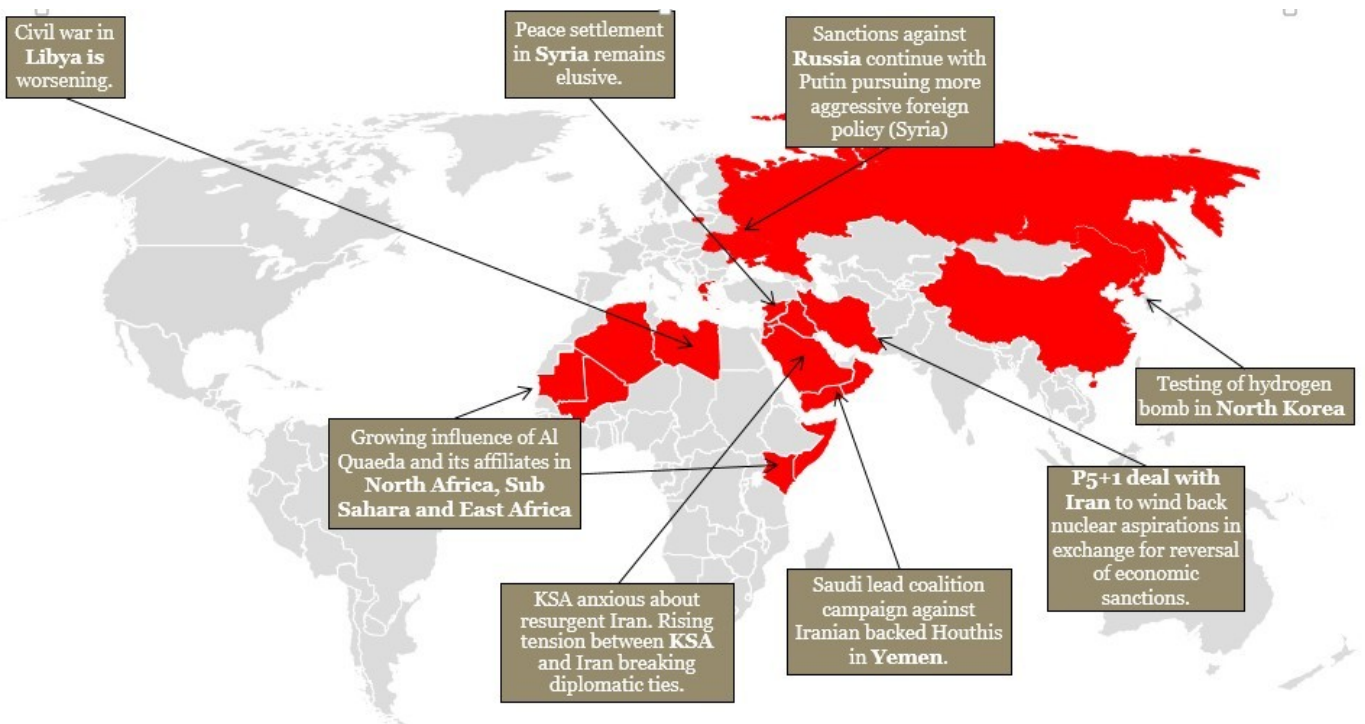 Civil war in
Libya is
worsening.
Peace settlement
in Syria remains
elusive.
Sanctions against
Russia continue with
Putin pursuing more
aggressive foreign
policy (Syria)
Testing of hydrogen
bomb in North Korea
Growing influence of Al
Quaeda and its affiliates in
North Africa, Sub
Sahara and East Africa
P5+1 deal with
Iran to wind back
nuclear aspirations in
exchange for reversal
of economic
sanctions.
KSA anxious about
resurgent Iran. Rising
tension between KSA
and Iran breaking
diplomatic ties.
Saudi lead coalition
campaign against
Iranian backed Houthis
in Yemen.